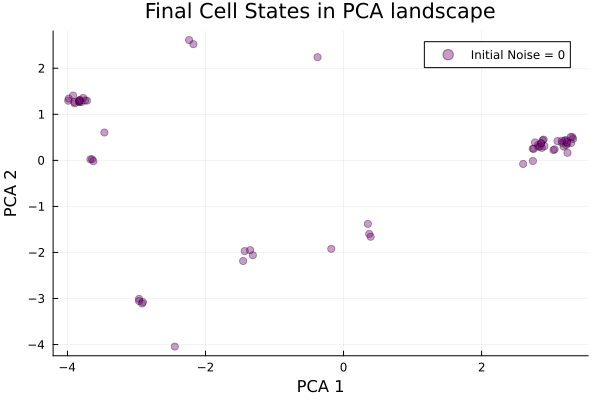 Final Cell States in PCA landscape
Initial Noise = 0
PCA 2
2
1
0
−1
−2
−3
−4
−4
−2
0
2
PCA 1